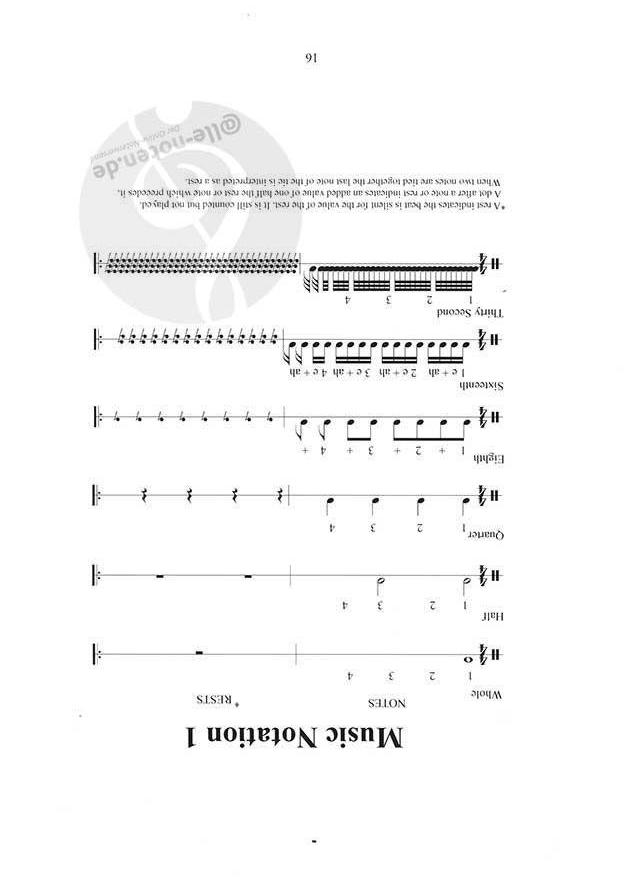 Music Notation 1
NOTES
* RESTS
Whole
1 2 3 4
Half
1 2 3 4
Quarter
1 2 3 4
Eighth
1 + 2 + 3 + 4 +
Sixteenth
1 e + ah 2 e + ah 3 e + ah 4 e + ah
Thirty Second
1 2 3 4
* A rest indicates the beat is silent for the value of the rest. It is still counted but not played.
A dot after a note or rest indicates an added value of one half the rest or note which precedes it.
When two notes are tied together the last note of the tie is interpreted as a rest.
16
@lle-noten.de
Der Online-Notenversand